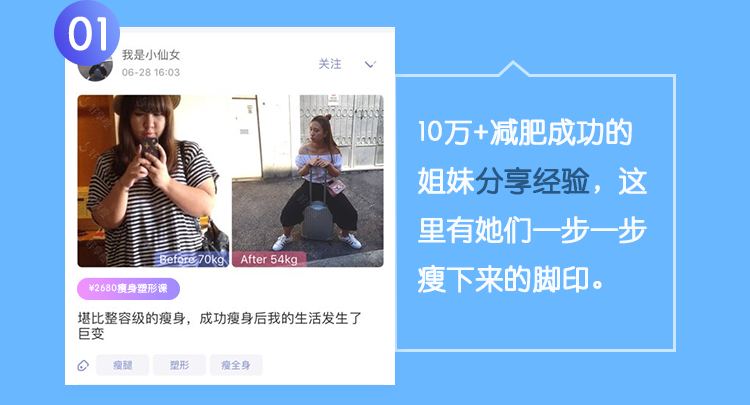 01
我是小仙女
06-28 16:03
关注
Before 70kg
After 54kg
¥2680瘦身塑形课
堪比整容级的瘦身，成功瘦身后我的生活发生了
巨变
瘦腿
塑形
瘦全身
10万+减肥成功的
姐妹分享经验，这
里有她们一步一步
瘦下来的脚印。